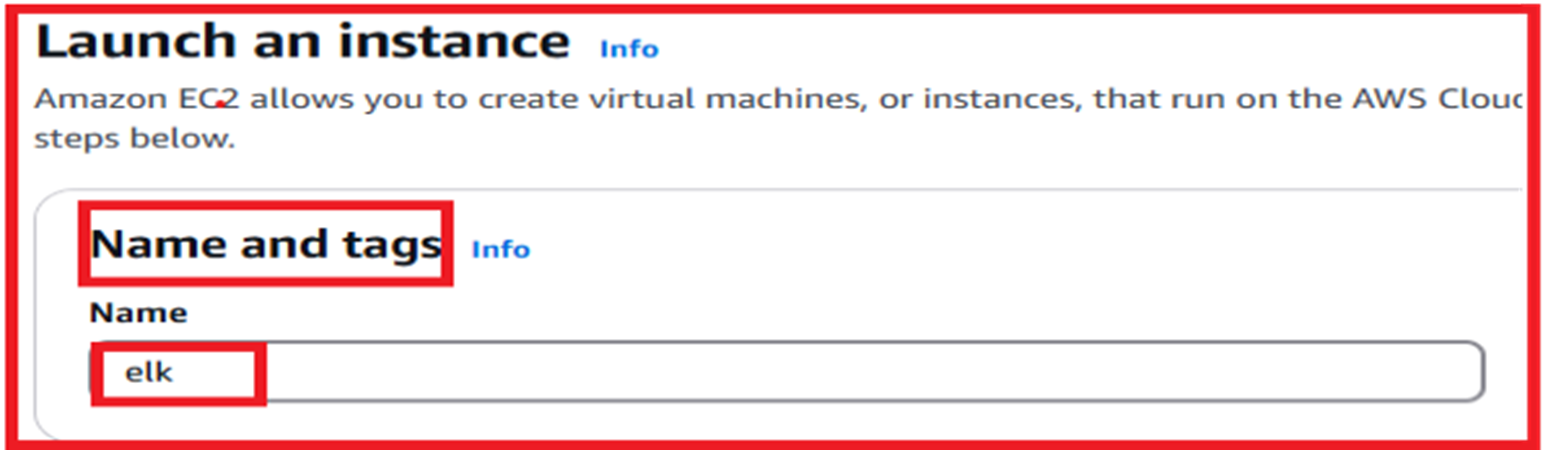 Launch an instance Info
Amazon EC2 allows you to create virtual machines, or instances, that run on the AWS Cloud
steps below.
Name and tags Info
Name
elk